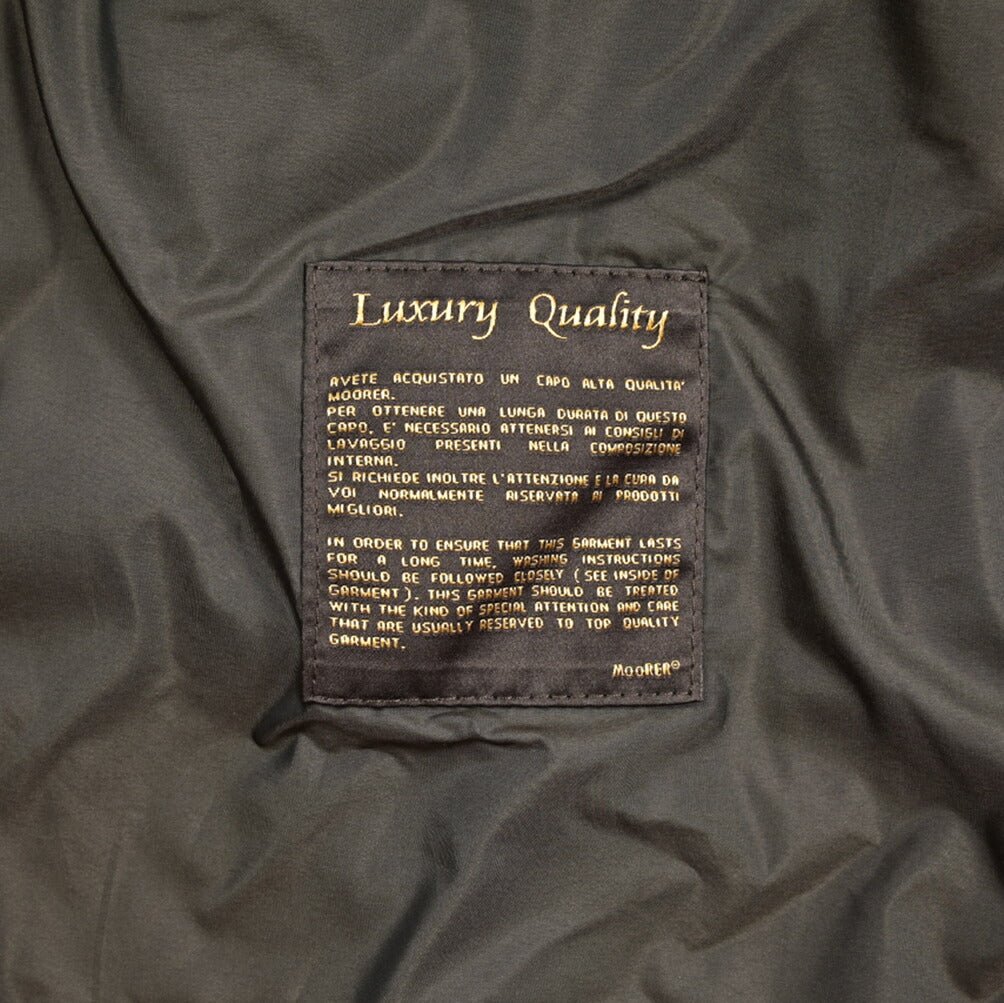 Luxury Quality
AVETE ACQUISTATO UN CAPO ALTA QUALITA'
MOORER.
PER OTTENERE UNA LUNGA DURATA DI QUESTO
CAPO, E' NECESSARIO ATTENERSI AI CONSIGLI DI
LAVAGGIO PRESENTI NELLA COMPOSIZIONE
INTERNA.
SI RICHIEDE INOLTRE L'ATTENZIONE E LA CURA DA
VOI NORMALMENTE RISERVATA AI PRODOTTI
MIGLIORI.
IN ORDER TO ENSURE THAT THIS GARMENT LASTS
FOR A LONG TIME, WASHING INSTRUCTIONS
SHOULD BE FOLLOWED CLOSELY (SEE INSIDE OF
GARMENT). THIS GARMENT SHOULD BE TREATED
WITH THE KIND OF SPECIAL ATTENTION AND CARE
THAT ARE USUALLY RESERVED TO TOP QUALITY
GARMENT.
MOORER®